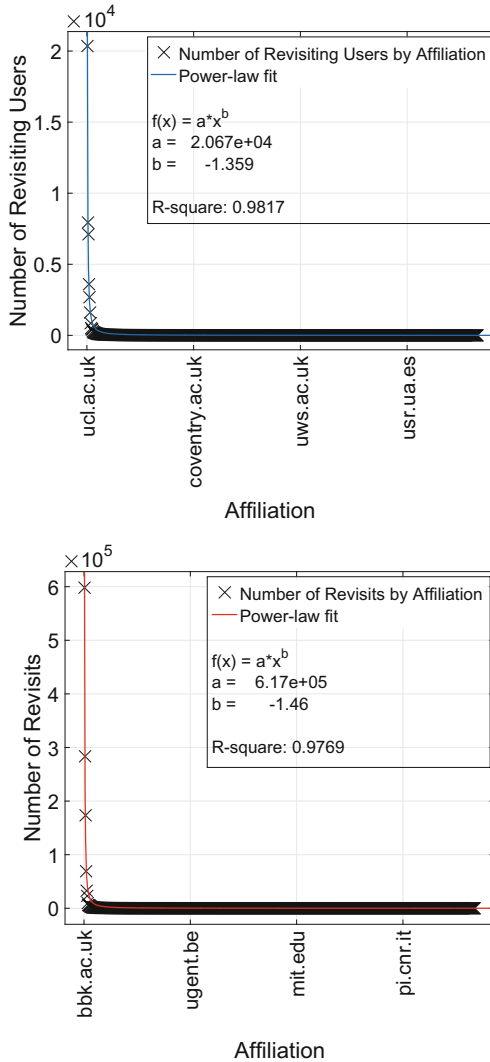 ×10⁴
2
1.5
1
0.5
0
Number of Revisiting Users
× Number of Revisiting Users by Affiliation
Power-law fit
f(x) = a*x^b
a = 2.067e+04
b = -1.359
R-square: 0.9817
ucl.ac.uk
coventry.ac.uk
uws.ac.uk
usr.ua.es
Affiliation
×10⁵
6
5
4
3
2
1
0
Number of Revisits
× Number of Revisits by Affiliation
Power-law fit
f(x) = a*x^b
a = 6.17e+05
b = -1.46
R-square: 0.9769
bbk.ac.uk
ugent.be
mit.edu
pi.cnr.it
Affiliation